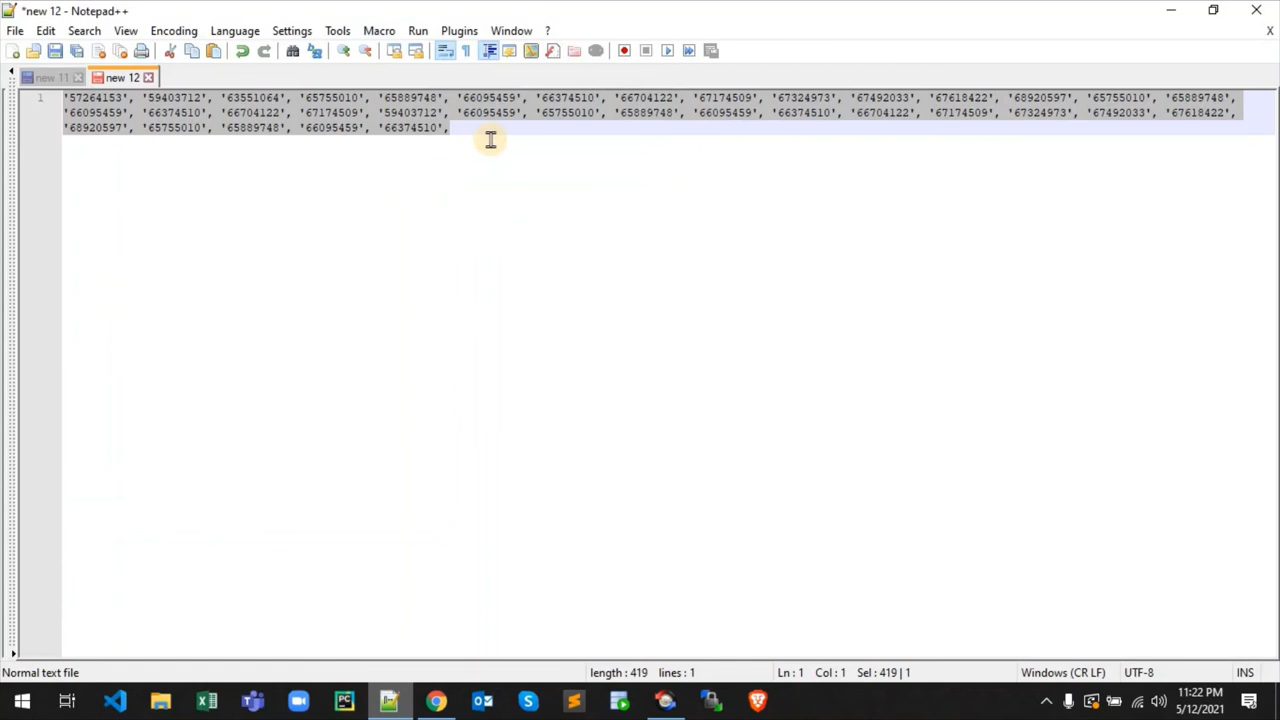 *new 12 - Notepad++
File Edit Search View Encoding Language Settings Tools Macro Run Plugins Window ?
X
new 11 new 12
1 '57264153', '59403712', '63551064', '65755010', '65889748', '66095459', '66374510', '66704122', '67174509', '67324973', '67492033', '67618422', '68920597', '65755010', '65889748',
'66095459', '66374510', '66704122', '67174509', '59403712', '66095459', '65755010', '65889748', '66095459', '66374510', '66704122', '67174509', '67324973', '67492033', '67618422',
'68920597', '65755010', '65889748', '66095459', '66374510',
Normal text file length : 419 lines : 1 Ln : 1 Col : 1 Sel : 419 | 1 Windows (CR LF) UTF-8 INS
11:22 PM
5/12/2021